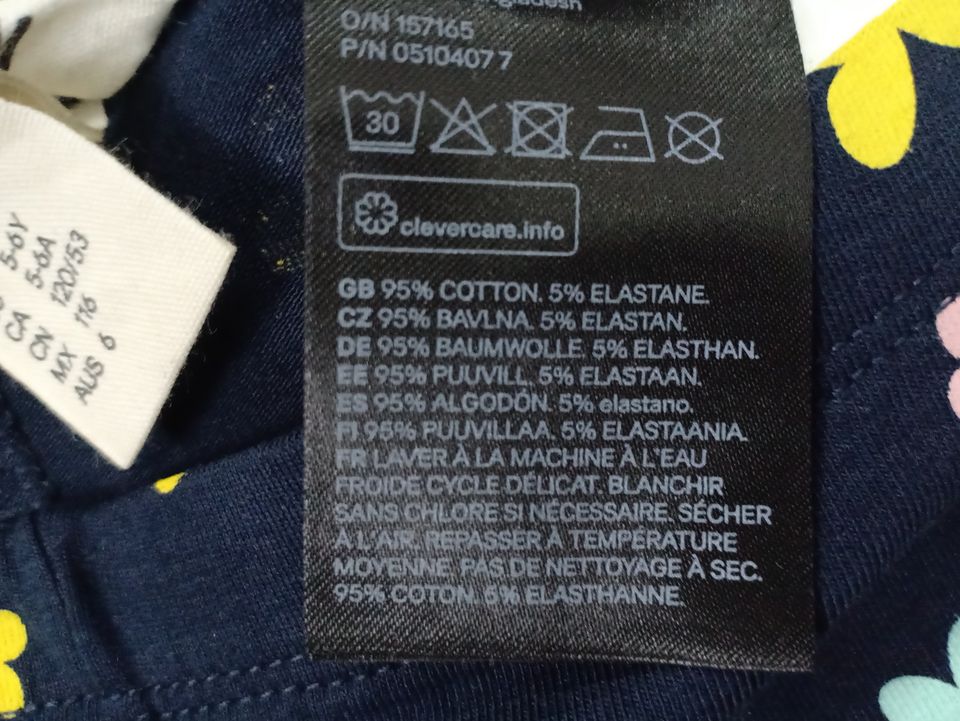 O/N 157165
P/N 0510407 7
30
clevercare.info
GB 95% COTTON. 5% ELASTANE.
CZ 95% BAVLNA. 5% ELASTAN.
DE 95% BAUMWOLLE. 5% ELASTHAN.
EE 95% PUUVILL. 5% ELASTAAN.
ES 95% ALGODÓN. 5% elastano.
FI 95% PUUVILLAA. 5% ELASTAANIA.
FR LAVER À LA MACHINE À L'EAU
FROIDE CYCLE DÉLICAT. BLANCHIR
SANS CHLORE SI NÉCESSAIRE. SÉCHER
À L'AIR. REPASSER À TEMPÉRATURE
MOYENNE. PAS DE NETTOYAGE À SEC.
95% COTON. 5% ELASTHANNE.
5-6Y
CA 5-6A
CN 120/53
MX 116
AUS 6